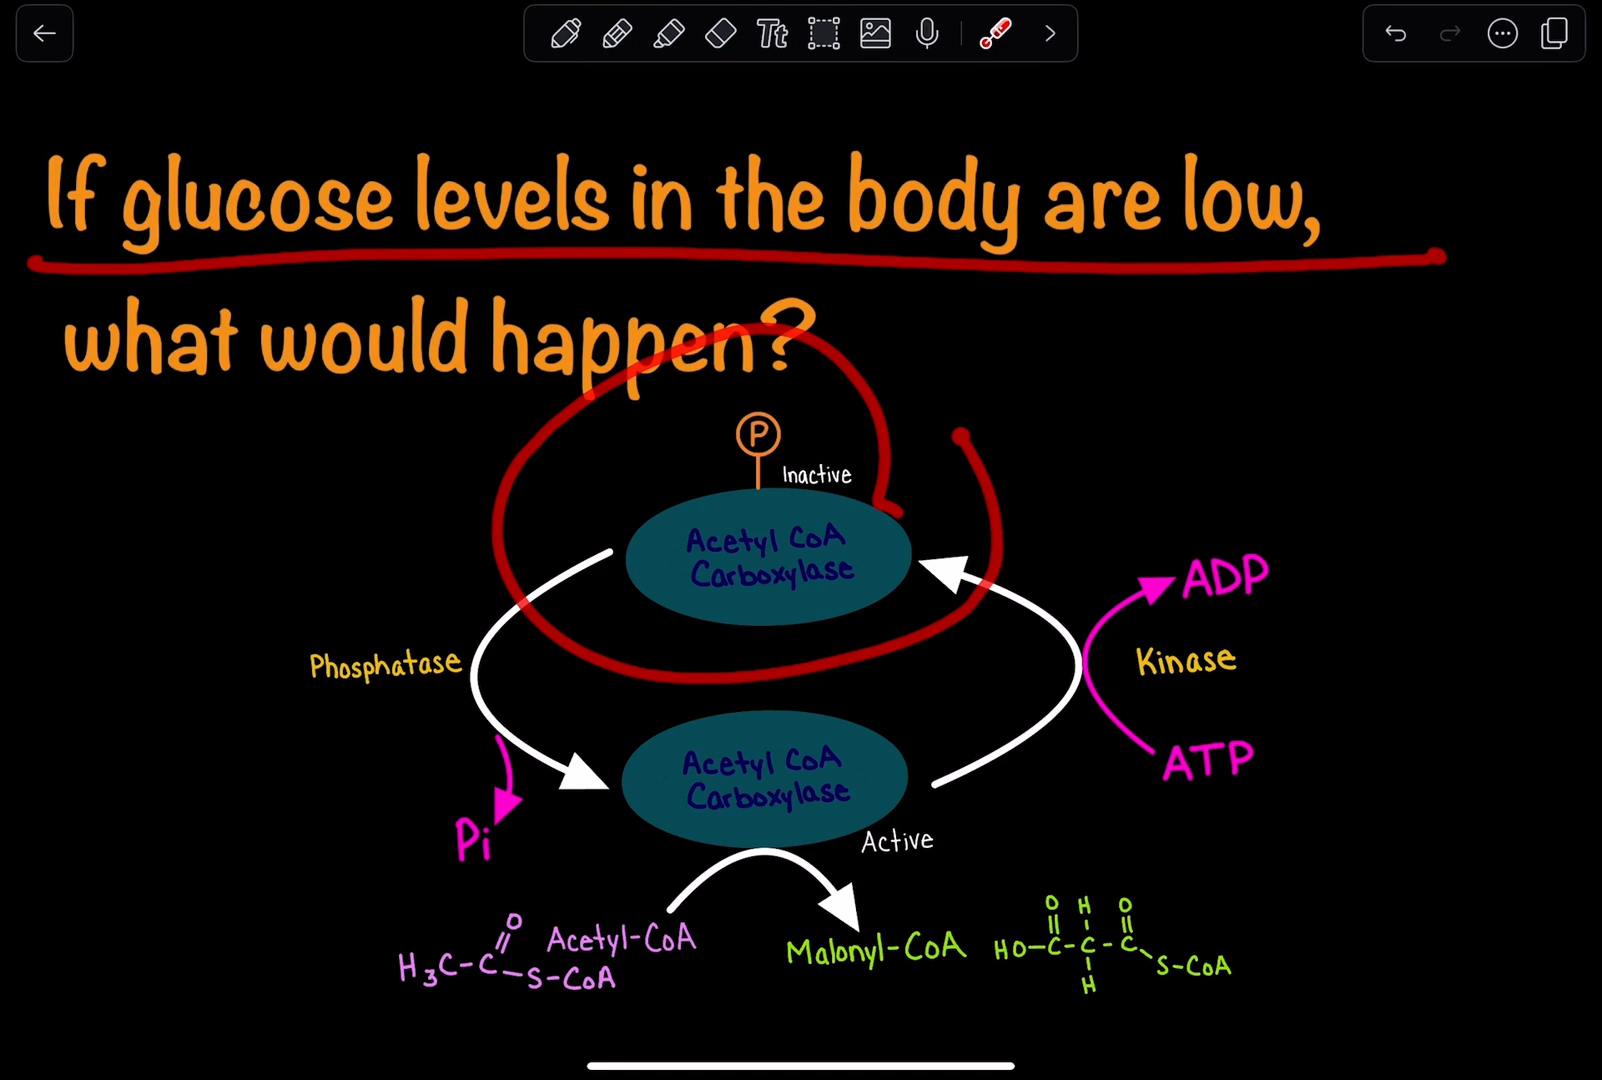 Tt
If glucose levels in the body are low,
what would happen?
P
Inactive
Acetyl CoA
Carboxylase
ADP
Phosphatase
Kinase
Acetyl CoA
Carboxylase
ATP
Pi
Active
Acetyl-CoA
H3C-C-S-CoA
O
Malonyl-CoA
O H O
HO-C-C-C
S-CoA
H